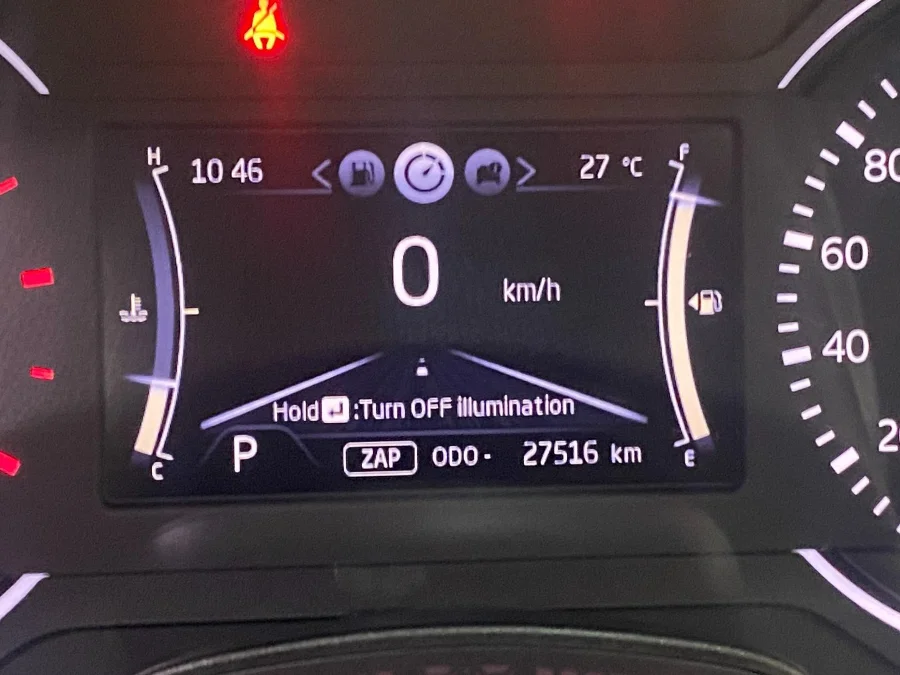 H
10 46
27 °C
F
80
0 km/h
60
40
Hold :Turn OFF illumination
P
ZAP ODO- 27516 km
C
E